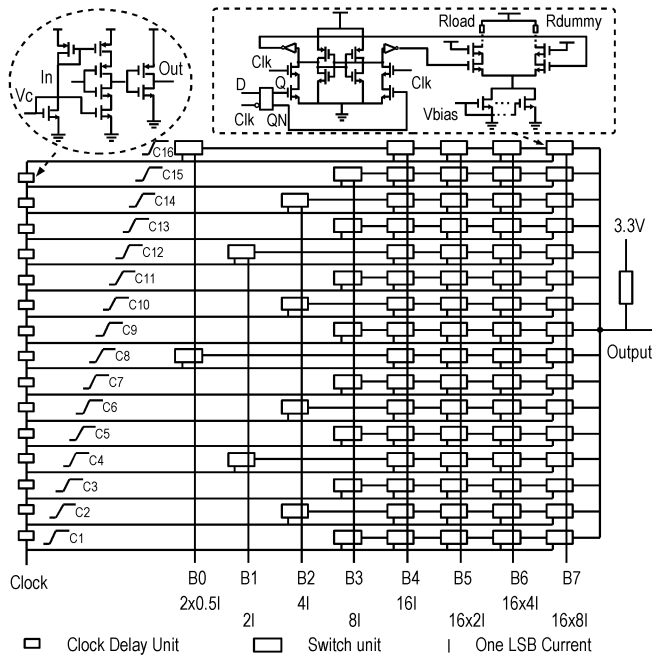 Rload Rdummy
In Out
Clk Clk
Vc
D Q
Clk QN
Vbias
C16
C15
C14
C13
3.3V
C12
C11
C10
C9
Output
C8
C7
C6
C5
C4
C3
C2
C1
Clock B0 B1 B2 B3 B4 B5 B6 B7
2x0.5I 4I 16I 16x4I
2I 8I 16x2I 16x8I
Clock Delay Unit Switch unit One LSB Current